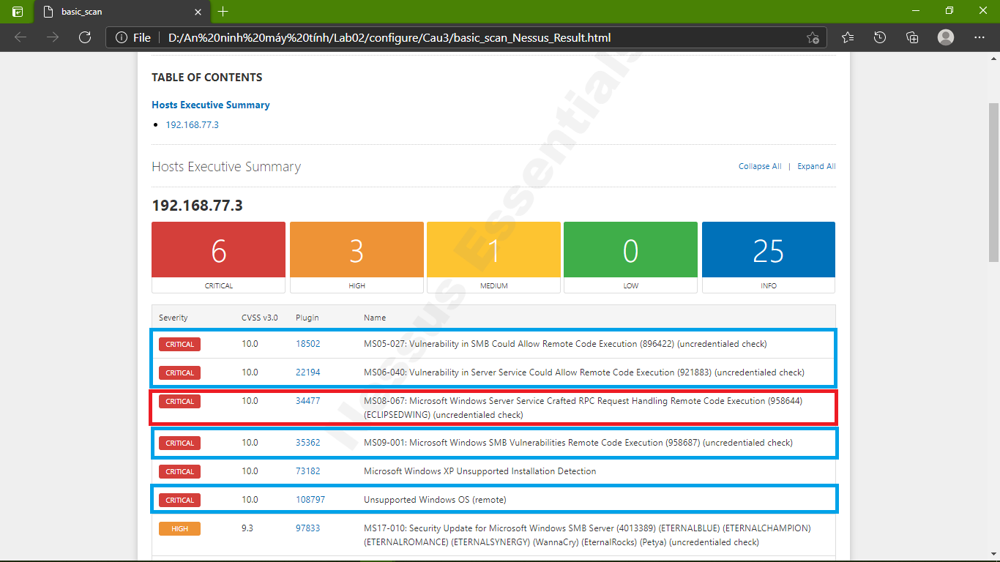 basic_scan
File
D:/An%20ninh%20máy%20tính/Lab02/configure/Cau3/basic_scan_Nessus_Result.html
TABLE OF CONTENTS
Hosts Executive Summary
192.168.77.3
Hosts Executive Summary
Collapse All | Expand All
192.168.77.3
6 3 1 0 25
CRITICAL HIGH MEDIUM LOW INFO
Severity CVSS v3.0 Plugin Name
CRITICAL 10.0 18502 MS05-027: Vulnerability in SMB Could Allow Remote Code Execution (896422) (uncredentialed check)
CRITICAL 10.0 22194 MS06-040: Vulnerability in Server Service Could Allow Remote Code Execution (921883) (uncredentialed check)
CRITICAL 10.0 34477 MS08-067: Microsoft Windows Server Service Crafted RPC Request Handling Remote Code Execution (958644)
(ECLIPSEDWING) (uncredentialed check)
CRITICAL 10.0 35362 MS09-001: Microsoft Windows SMB Vulnerabilities Remote Code Execution (958687) (uncredentialed check)
CRITICAL 10.0 73182 Microsoft Windows XP Unsupported Installation Detection
CRITICAL 10.0 108797 Unsupported Windows OS (remote)
HIGH 9.3 97833 MS17-010: Security Update for Microsoft Windows SMB Server (4013389) (ETERNALBLUE) (ETERNALCHAMPION)
(ETERNALROMANCE) (ETERNALSYNERGY) (WannaCry) (EternalRocks) (Petya) (uncredentialed check)
Nessus Essentials